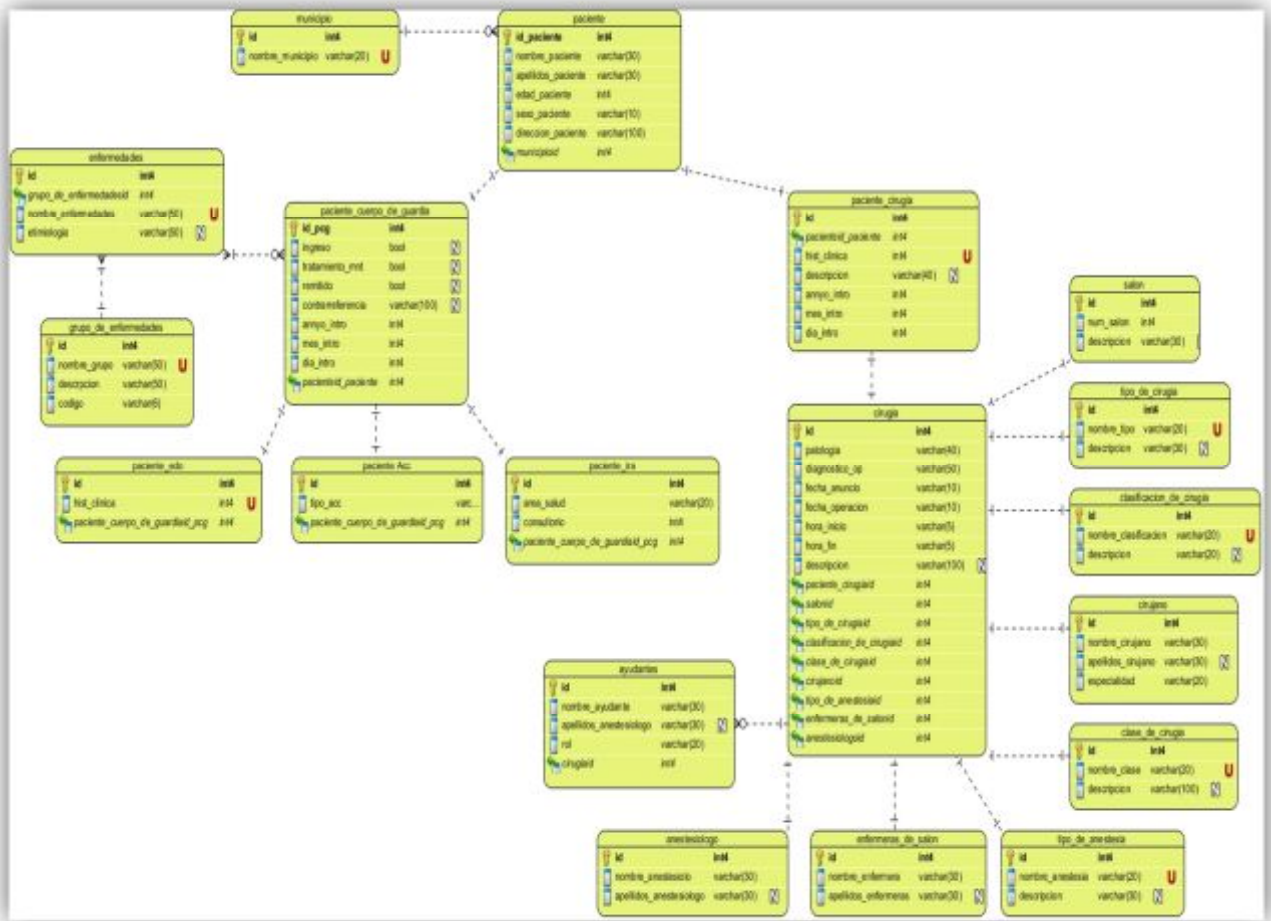 municipio
id int4
nombre_municipio varchar(20) U
paciente
id_paciente int4
nombre_paciente varchar(30)
apellidos_paciente varchar(30)
edad_paciente int4
sexo_paciente varchar(10)
direccion_paciente varchar(100)
municipioid int4
enfermedades
id int4
grupo_de_enfermedadesid int4
nombre_enfermedades varchar(50) U
etimiologia varchar(50) N
paciente_cuerpo_de_guardia
id_pcg int4
ingreso bool N
tratamiento_mnt bool N
remitido bool N
contrarreferencia varchar(100) N
annyo_intro int4
mes_intro int4
dia_intro int4
pacienteid_paciente int4
paciente_cirugia
id int4
pacienteid_paciente int4
hist_clinica int4 U
descripcion varchar(40) N
annyo_intro int4
mes_intro int4
dia_intro int4
grupo_de_enfermedades
id int4
nombre_grupo varchar(50) U
descripcion varchar(50)
codigo varchar(6)
salon
id int4
num_salon int4
descripcion varchar(30)
paciente_edo
id int4
hist_clinica int4 U
paciente_cuerpo_de_guardiaid_pcg int4
paciente Acc
id int4
tipo_acc varc...
paciente_cuerpo_de_guardiaid_pcg int4
paciente_ira
id int4
area_salud varchar(20)
consultorio int4
paciente_cuerpo_de_guardiaid_pcg int4
cirugia
id int4
patologia varchar(40)
diagnostico_op varchar(50)
fecha_anuncio varchar(10)
fecha_operacion varchar(10)
hora_inicio varchar(5)
hora_fin varchar(5)
descripcion varchar(100) N
paciente_cirugiaid int4
salonid int4
tipo_de_cirugiaid int4
clasificacion_de_cirugiaid int4
clase_de_cirugiaid int4
cirujanoid int4
tipo_de_anestesiaid int4
enfermeras_de_salonid int4
anestesiologoid int4
tipo_de_cirugia
id int4
nombre_tipo varchar(20) U
descripcion varchar(30) N
clasificacion_de_cirugia
id int4
nombre_clasificacion varchar(20) U
descripcion varchar(20) N
cirujano
id int4
nombre_cirujano varchar(30)
apellidos_cirujano varchar(30) N
especialidad varchar(20)
clase_de_cirugia
id int4
nombre_clase varchar(20) U
descripcion varchar(100) N
ayudantes
id int4
nombre_ayudante varchar(30)
apellidos_anestesiologo varchar(30) N
rol varchar(20)
cirugiaid int4
anestesiologo
id int4
nombre_anestesiolo varchar(30)
apellidos_anestesiologo varchar(30) N
enfermeras_de_salon
id int4
nombre_enfermera varchar(30)
apellidos_enfermeras varchar(30) N
tipo_de_anestesia
id int4
nombre_anestesia varchar(20) U
descripcion varchar(30) N